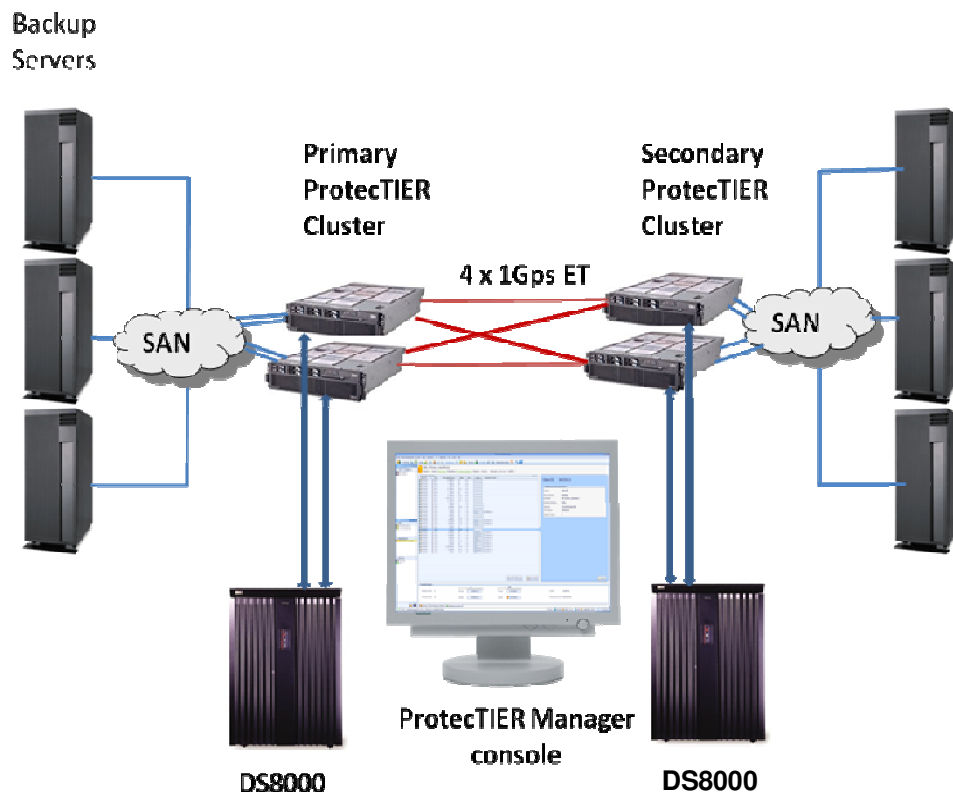 Backup
Servers
Primary
ProtecTIER
Cluster
Secondary
ProtecTIER
Cluster
4 x 1Gps ET
SAN
SAN
ProtecTIER Manager
console
DS8000
DS8000